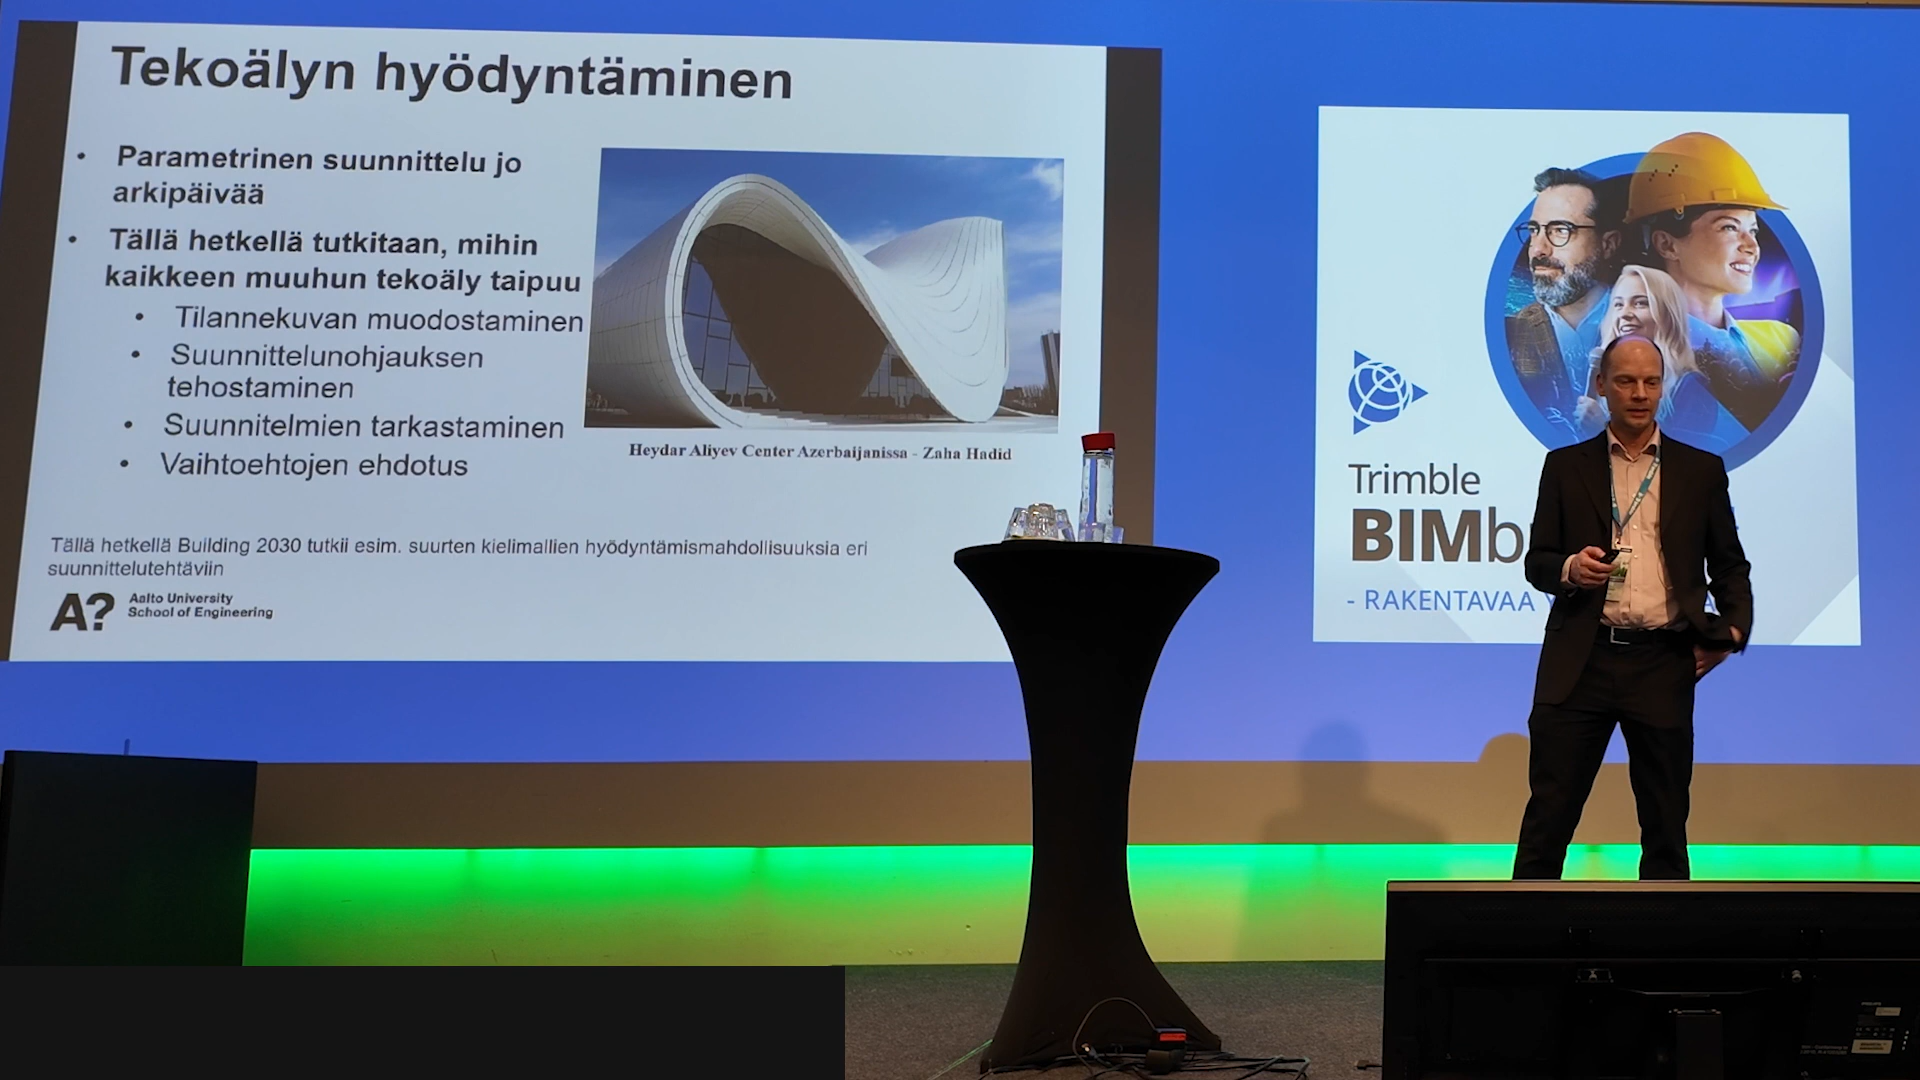 Tekoälyn hyödyntäminen
• Parametrinen suunnittelu jo
arkipäivää
• Tällä hetkellä tutkitaan, mihin
kaikkeen muuhun tekoäly taipuu
• Tilannekuvan muodostaminen
• Suunnittelunohjauksen
tehostaminen
• Suunnitelmien tarkastaminen
• Vaihtoehtojen ehdotus
Heydar Aliyev Center Azerbaijanissa - Zaha Hadid
Tällä hetkellä Building 2030 tutkii esim. suurten kielimallien hyödyntämismahdollisuuksia eri
suunnittelutehtäviin
A?
Aalto University
School of Engineering
Trimble
BIMb
- RAKENTAVAA